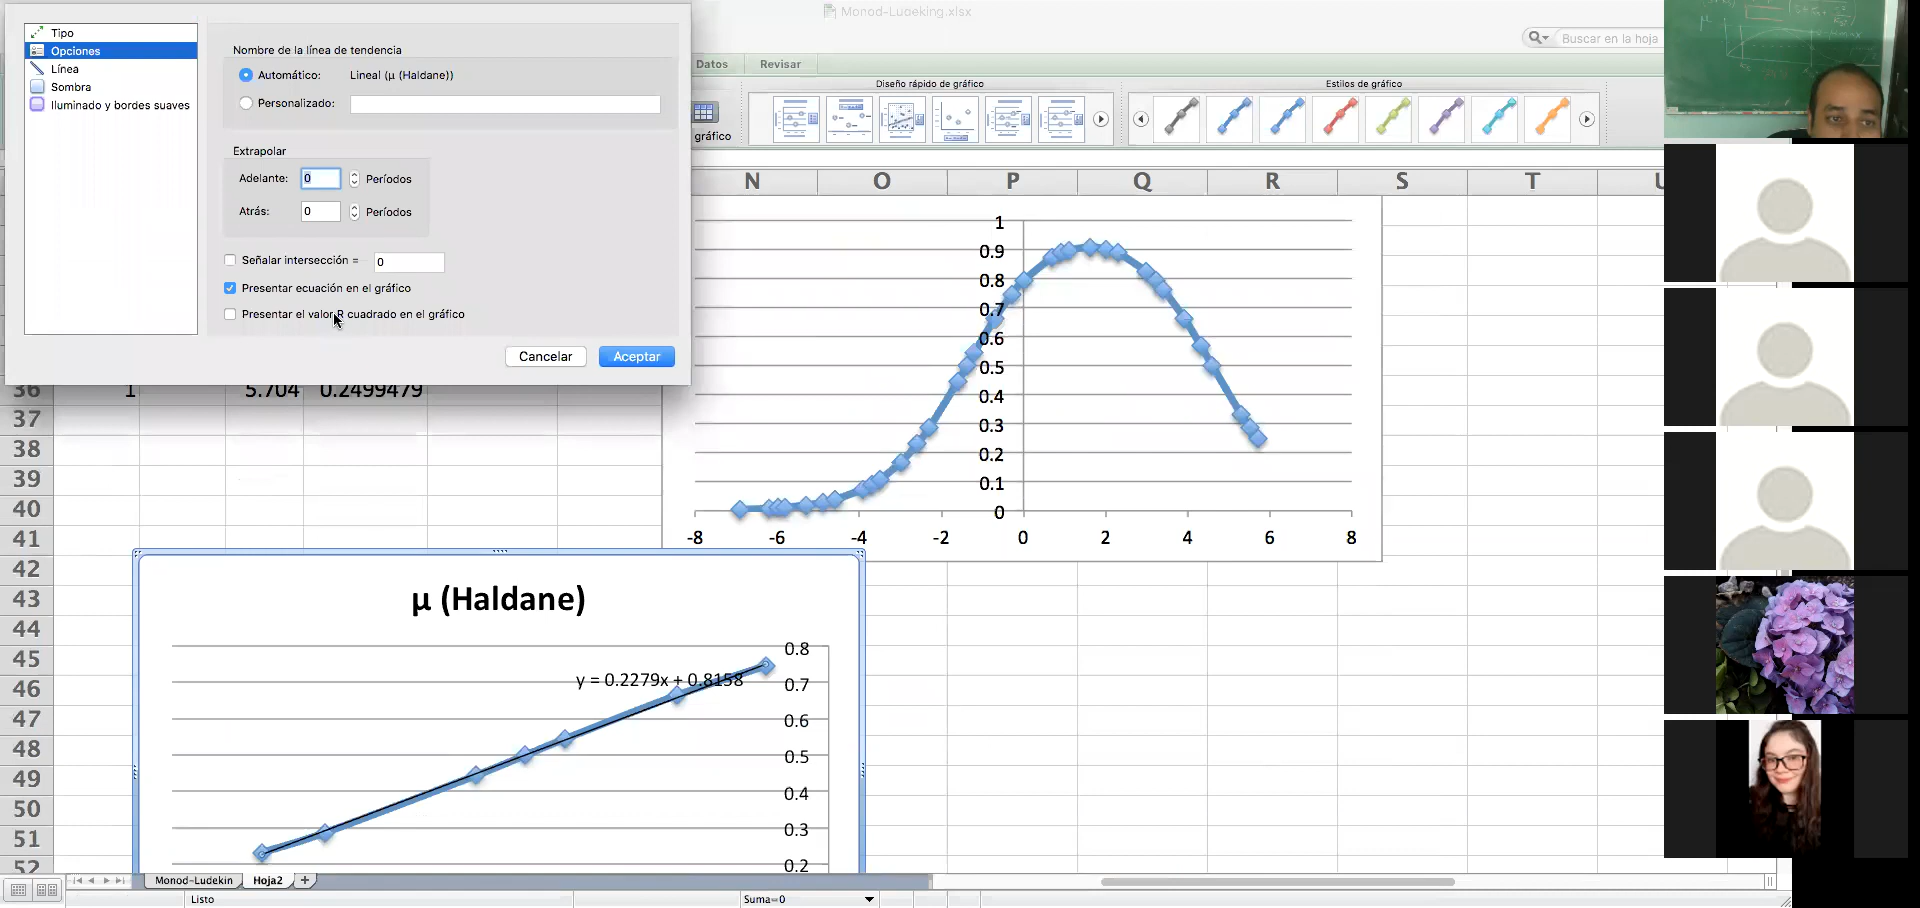 Monod-Ludeking.xlsx
Buscar en la hoja
Tipo
Opciones
Línea
Sombra
Iluminado y bordes suaves
Nombre de la línea de tendencia
Automático: Lineal (μ (Haldane))
Personalizado:
Extrapolar
Adelante: 0 Períodos
Atrás: 0 Períodos
Señalar intersección = 0
Presentar ecuación en el gráfico
Presentar el valor R cuadrado en el gráfico
Cancelar Aceptar
Datos Revisar
Diseño rápido de gráfico Estilos de gráfico
gráfico
N O P Q R S T U
1
0.9
0.8
0.7
0.6
0.5
0.4
0.3
0.2
0.1
0
-8 -6 -4 -2 0 2 4 6 8
36 1 5.704 0.2499479
37
38
39
40
41
42
43
44
45
46
47
48
49
50
51
52
μ (Haldane)
y = 0.2279x + 0.8158
0.8
0.7
0.6
0.5
0.4
0.3
0.2
Monod-Ludekin Hoja2
Listo Suma=0